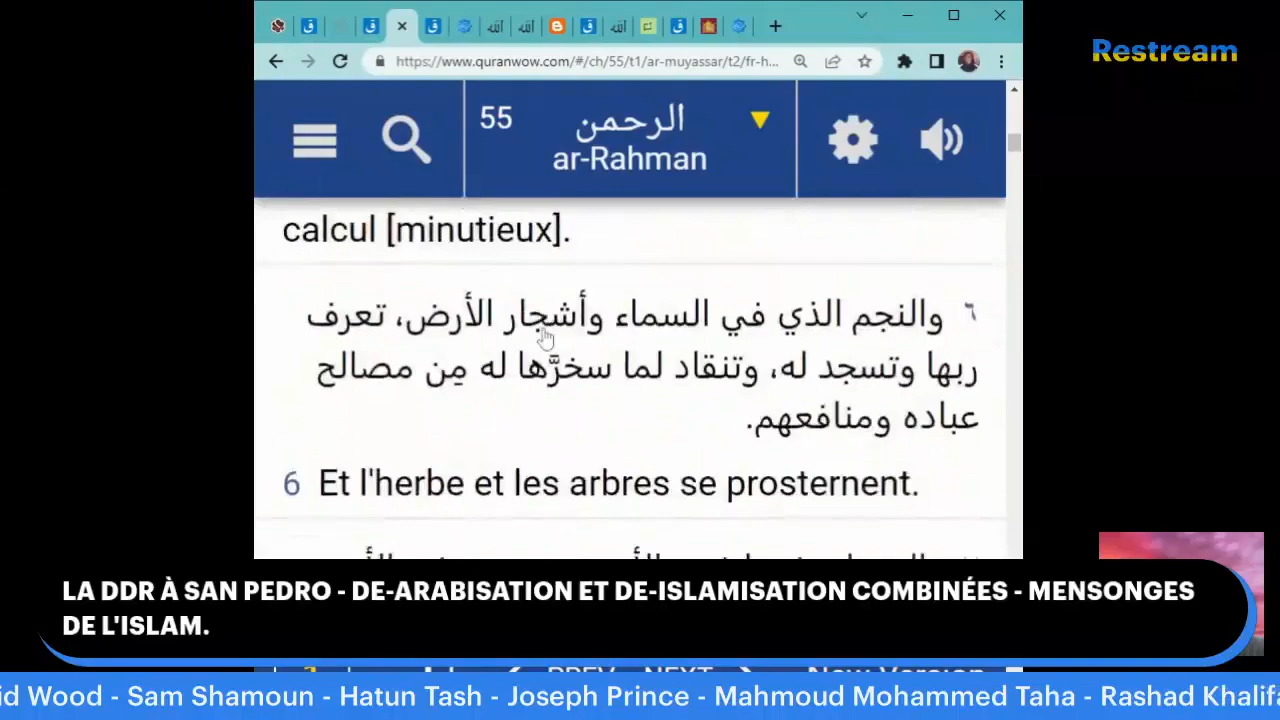 https://www.quranwow.com/#/ch/55/t1/ar-muyassar/t2/fr-h...
Restream
55
الرحمن
ar-Rahman
calcul [minutieux].
٦ والنجم الذي في السماء وأشجار الأرض، تعرف
ربها وتسجد له، وتنقاد لما سخرَّها له مِن مصالح
عباده ومنافعهم.
6 Et l'herbe et les arbres se prosternent.
LA DDR À SAN PEDRO - DE-ARABISATION ET DE-ISLAMISATION COMBINÉES - MENSONGES
DE L'ISLAM.
Wood - Sam Shamoun - Hatun Tash - Joseph Prince - Mahmoud Mohammed Taha - Rashad Khalifa